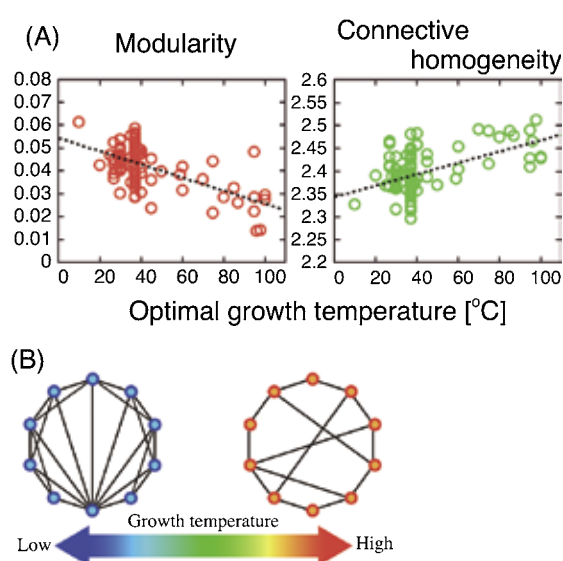 (A)
Modularity
Connective
homogeneity
0.08
0.07
0.06
0.05
0.04
0.03
0.02
0.01
0
0 20 40 60 80 100
2.6
2.55
2.5
2.45
2.4
2.35
2.3
2.25
2.2
0 20 40 60 80 100
Optimal growth temperature [°C]
(B)
Growth temperature
Low
High